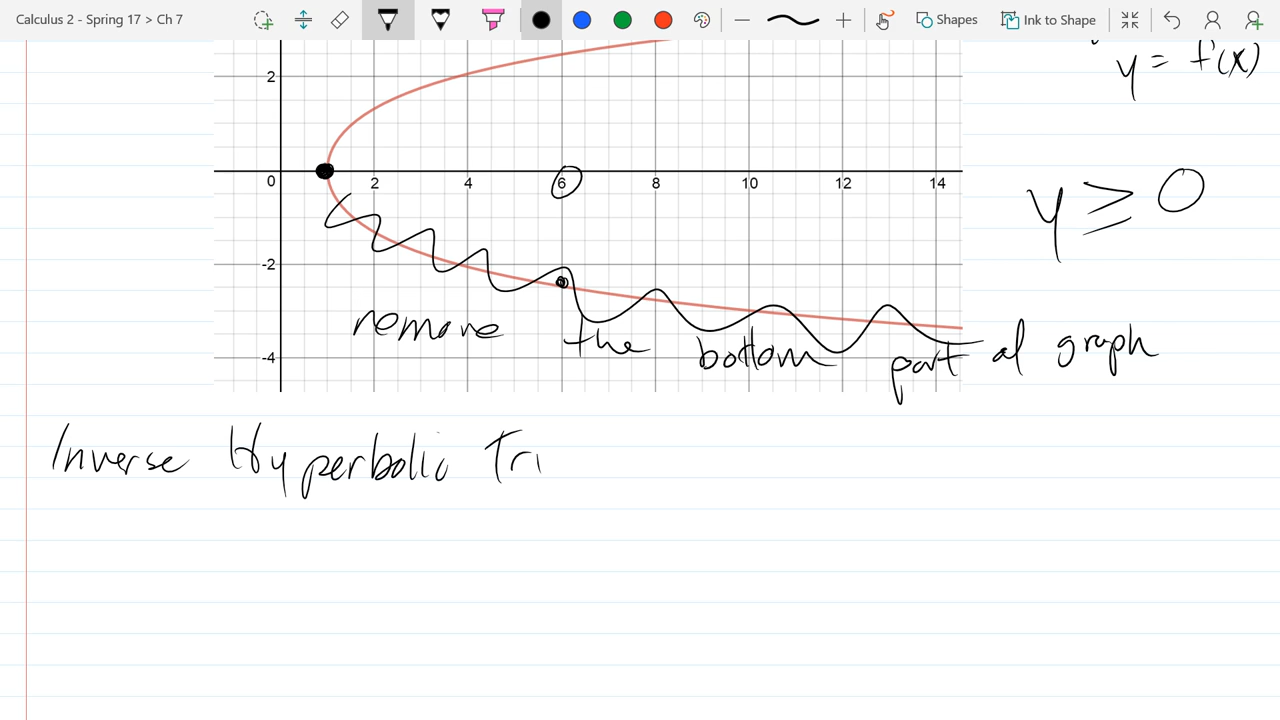 Calculus 2 - Spring 17 > Ch 7
Shapes
Ink to Shape
y = f(x)
2
0 2 4 6 8 10 12 14
y ≥ 0
-2
remove the bottom part of graph
-4
Inverse Hyperbolic Tri